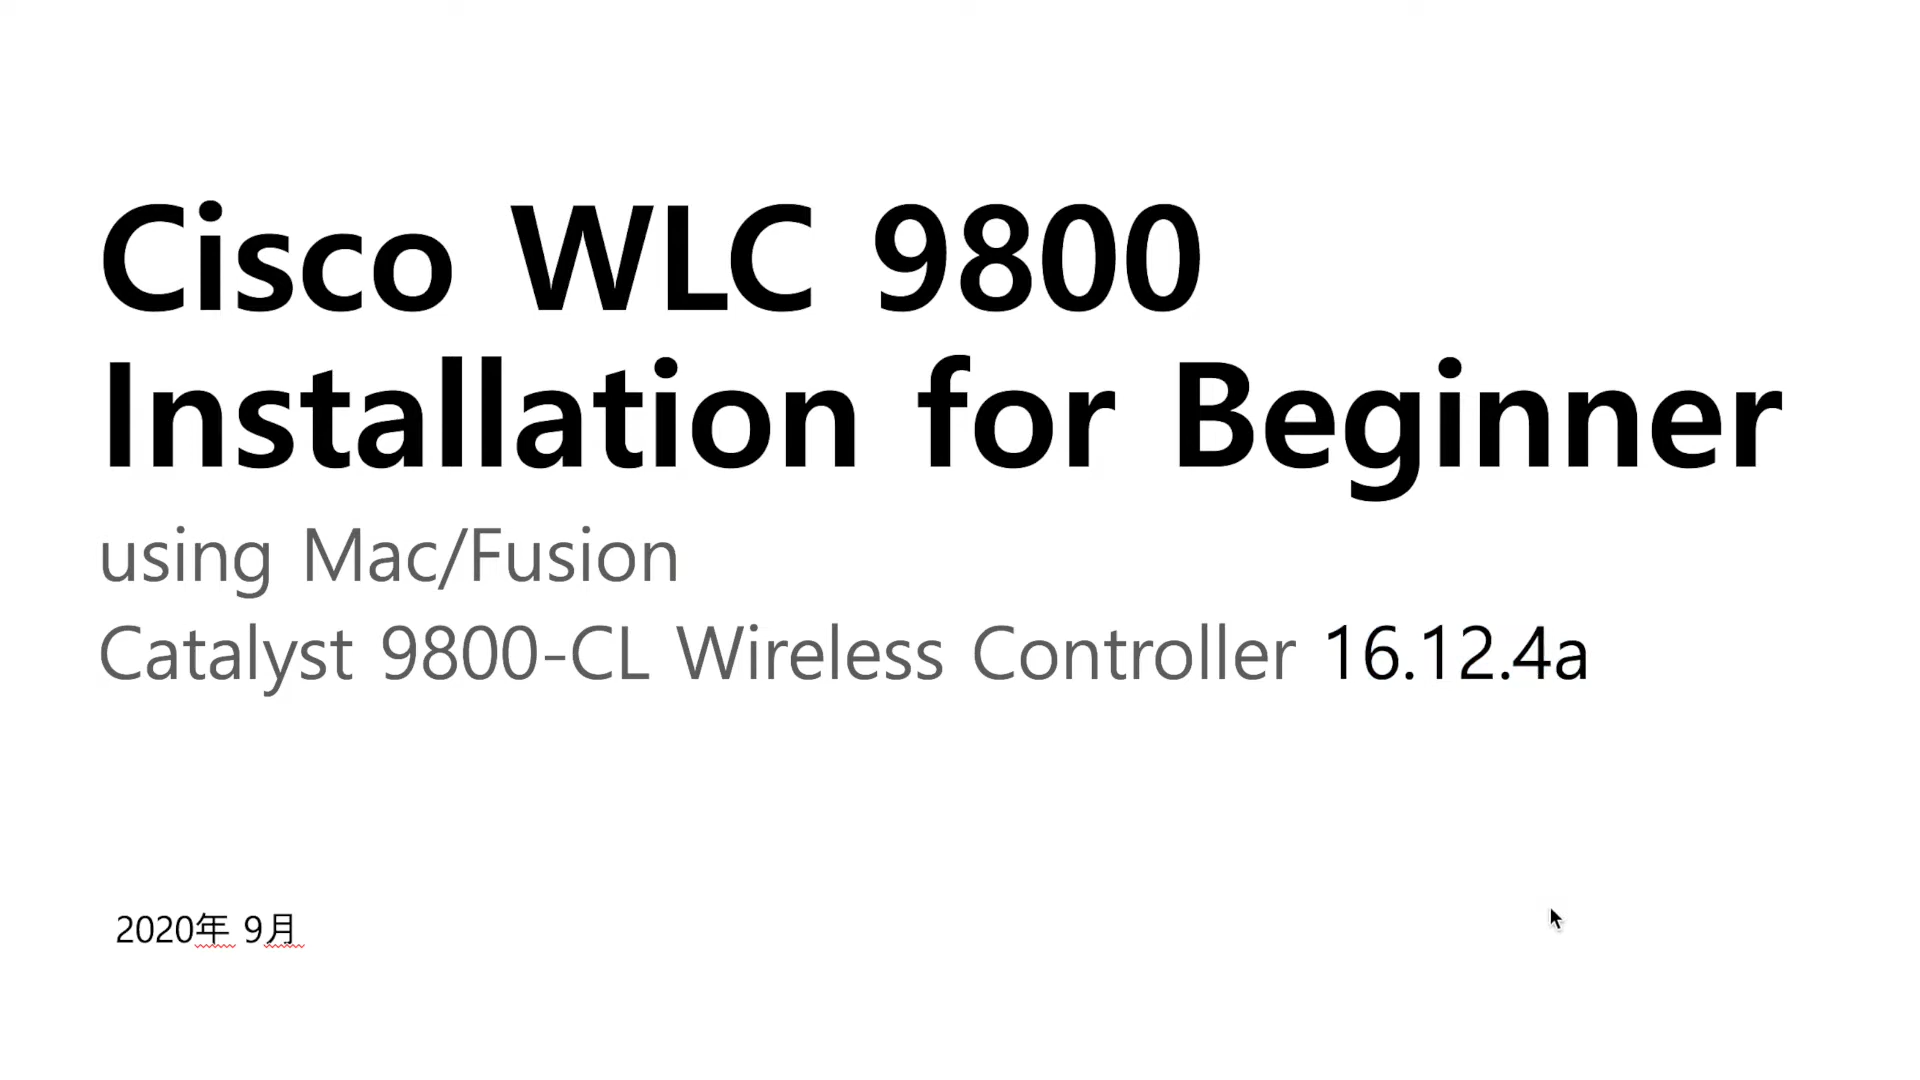 Cisco WLC 9800
Installation for Beginner
using Mac/Fusion
Catalyst 9800-CL Wireless Controller 16.12.4a
2020年 9月